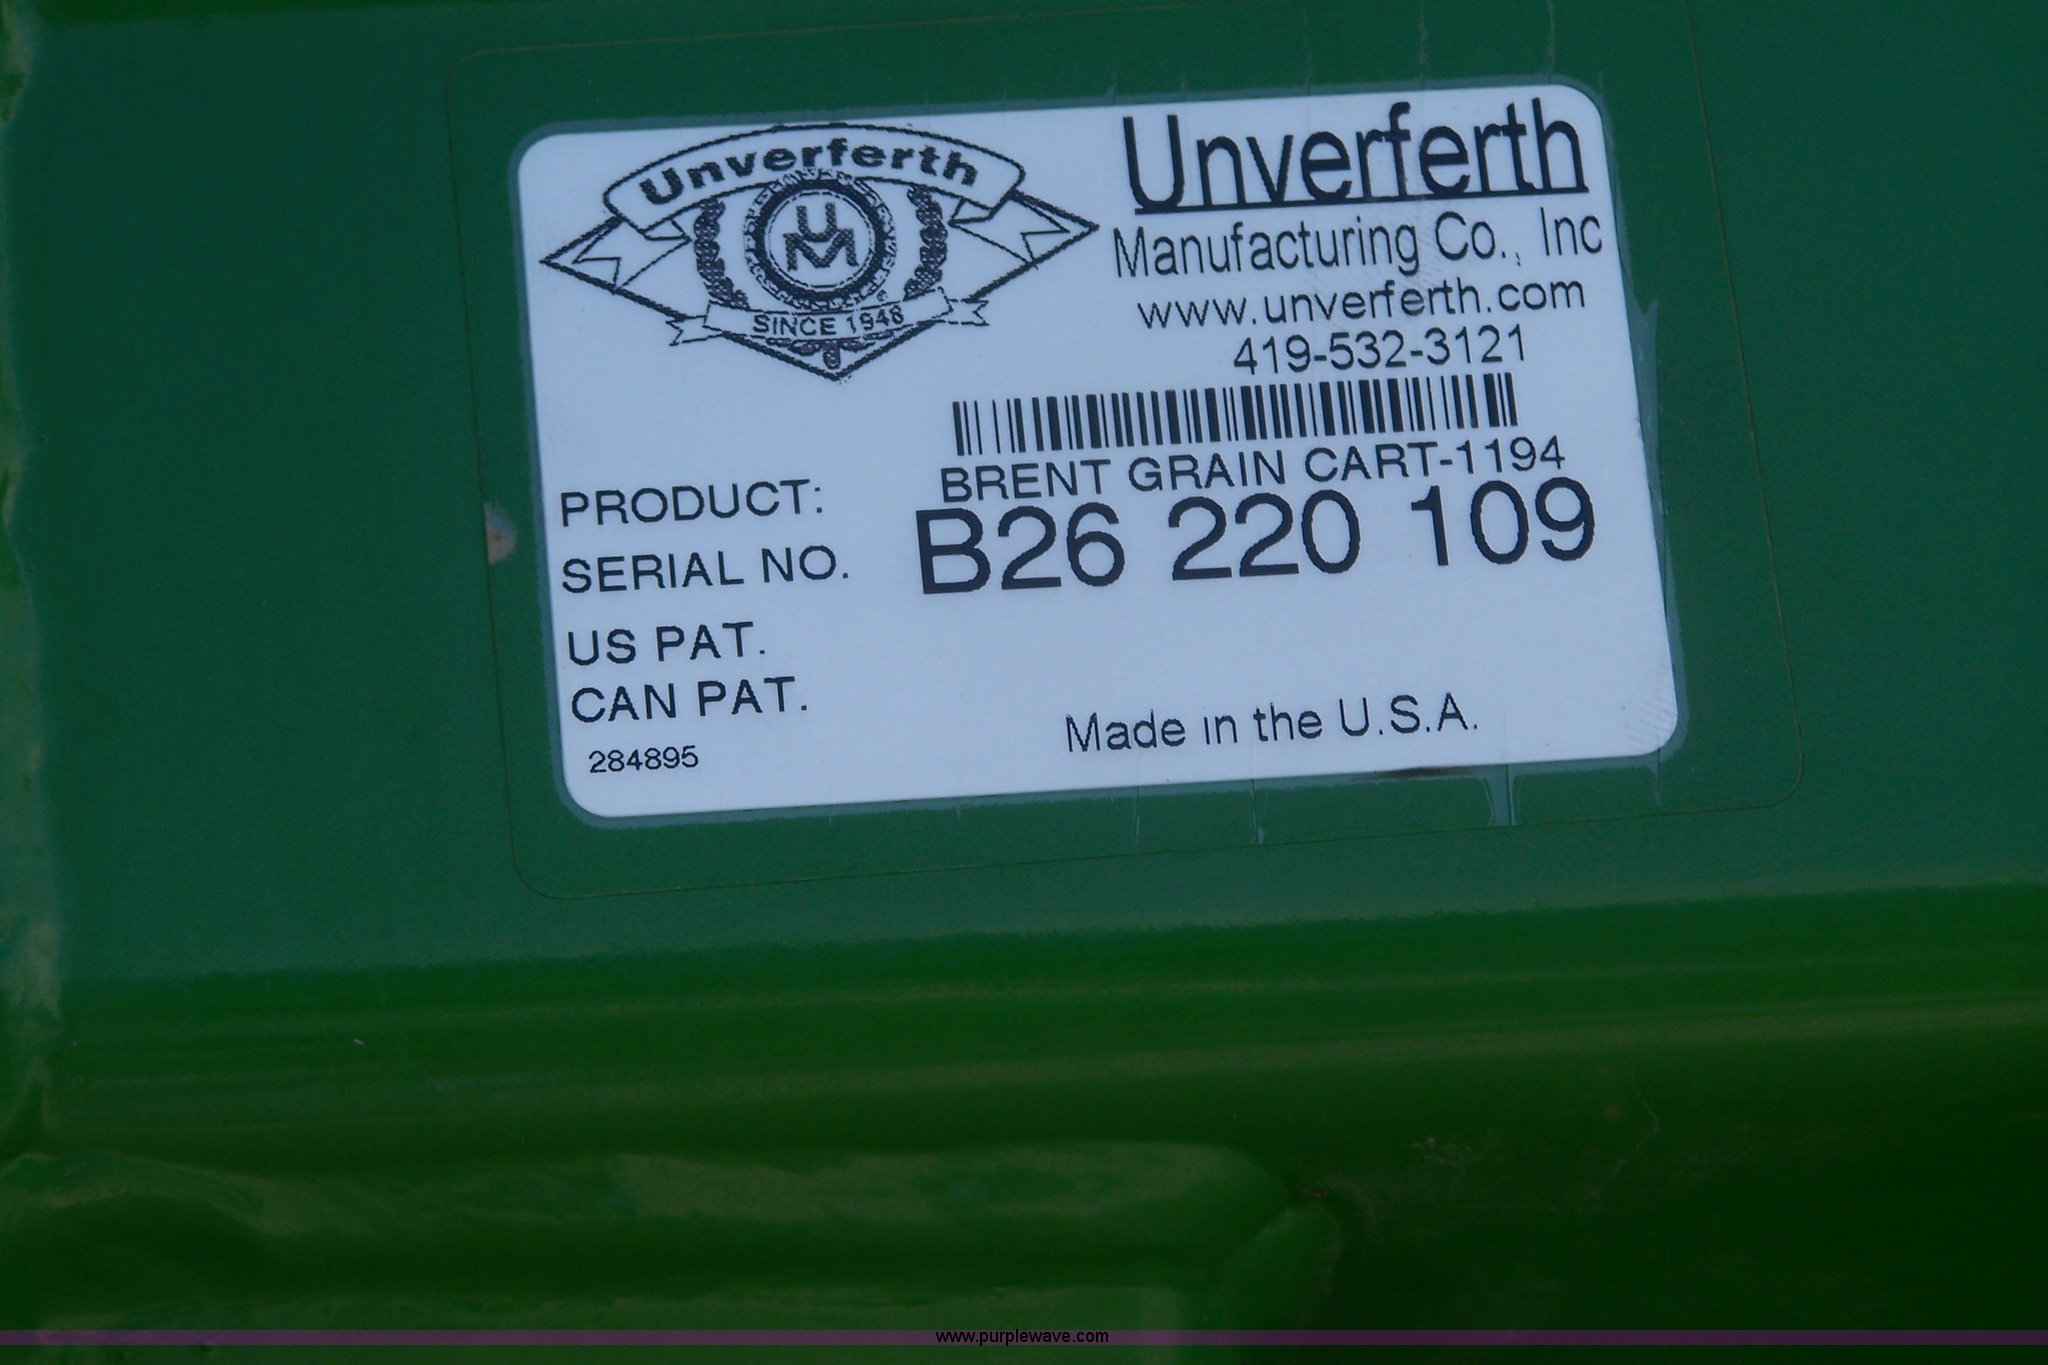 Unverferth
UM
SINCE 1948
Unverferth
Manufacturing Co., Inc
www.unverferth.com
419-532-3121
PRODUCT: BRENT GRAIN CART-1194
SERIAL NO. B26 220 109
US PAT.
CAN PAT.
284895
Made in the U.S.A.
www.purplewave.com